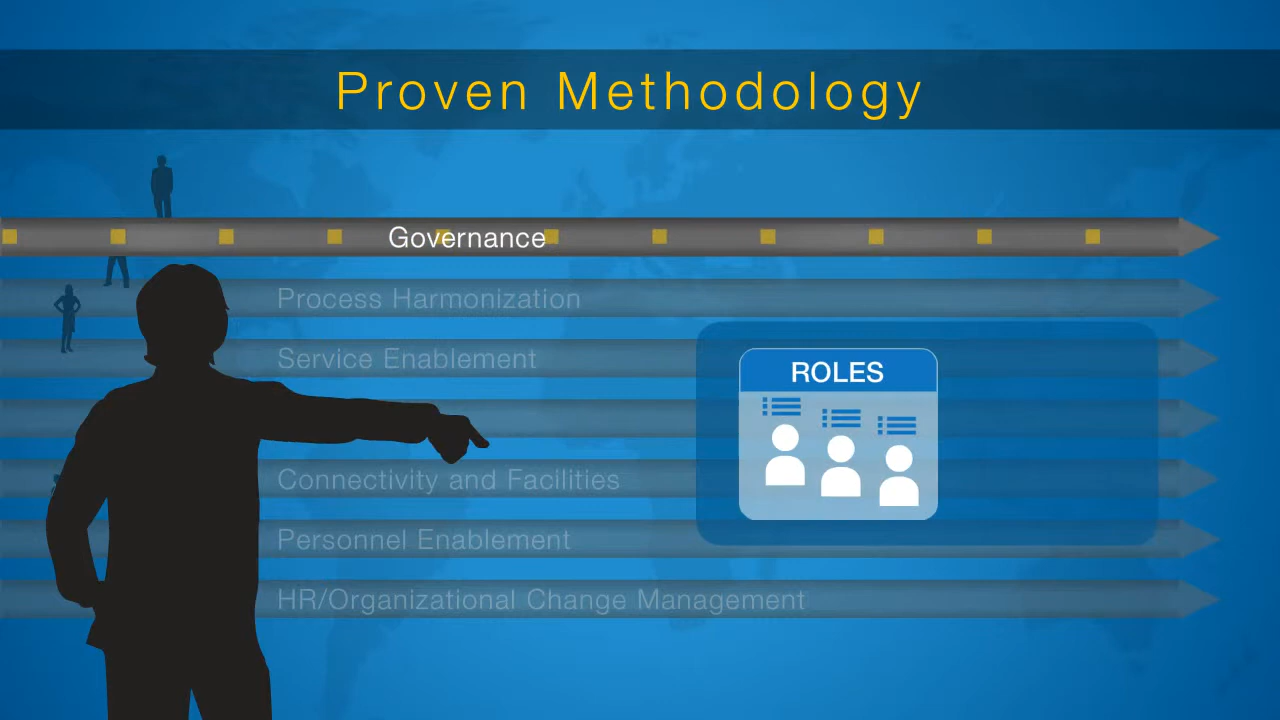 Proven Methodology
Governance
Process Harmonization
Service Enablement
ROLES
Connectivity and Facilities
Personnel Enablement
HR/Organizational Change Management